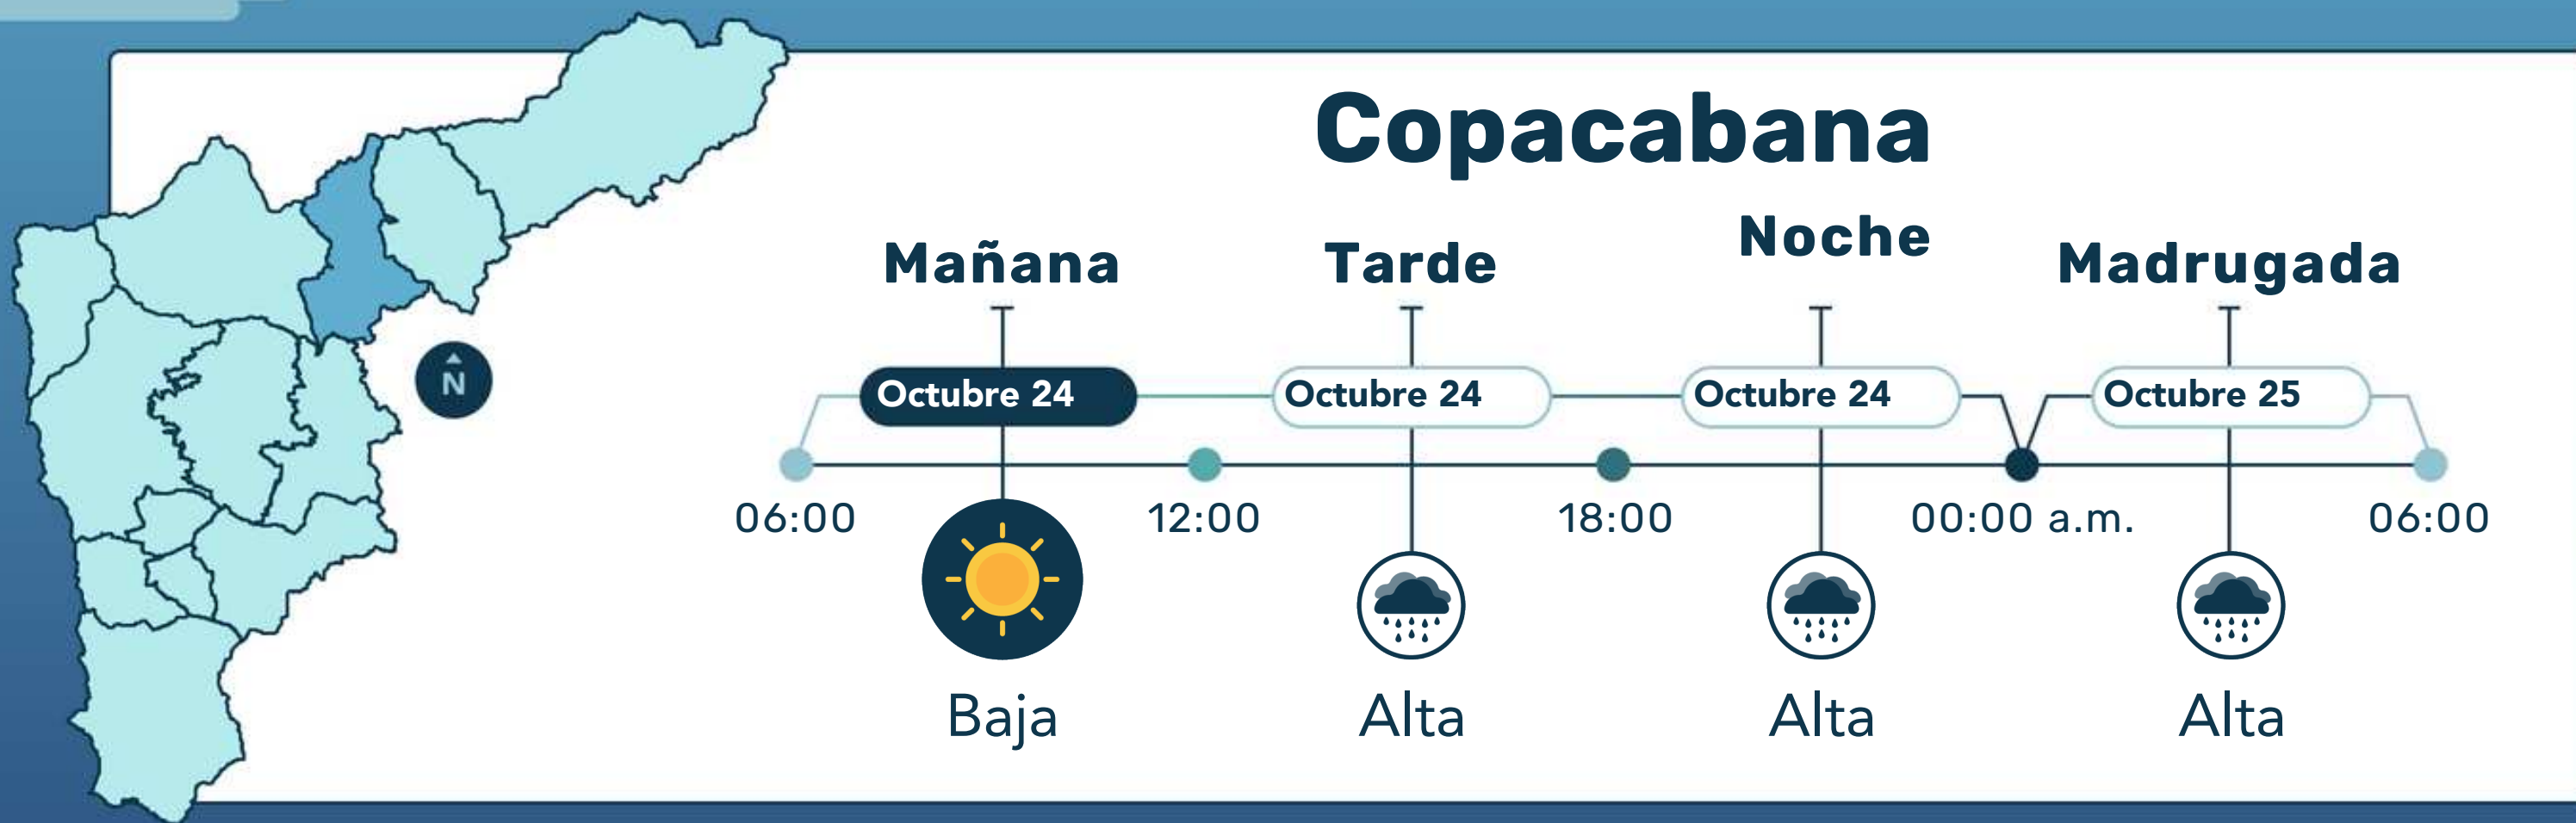 Copacabana
Mañana
Tarde
Noche
Madrugada
Octubre 24
Octubre 24
Octubre 24
Octubre 25
N
06:00
12:00
18:00
00:00 a.m.
06:00
Baja
Alta
Alta
Alta